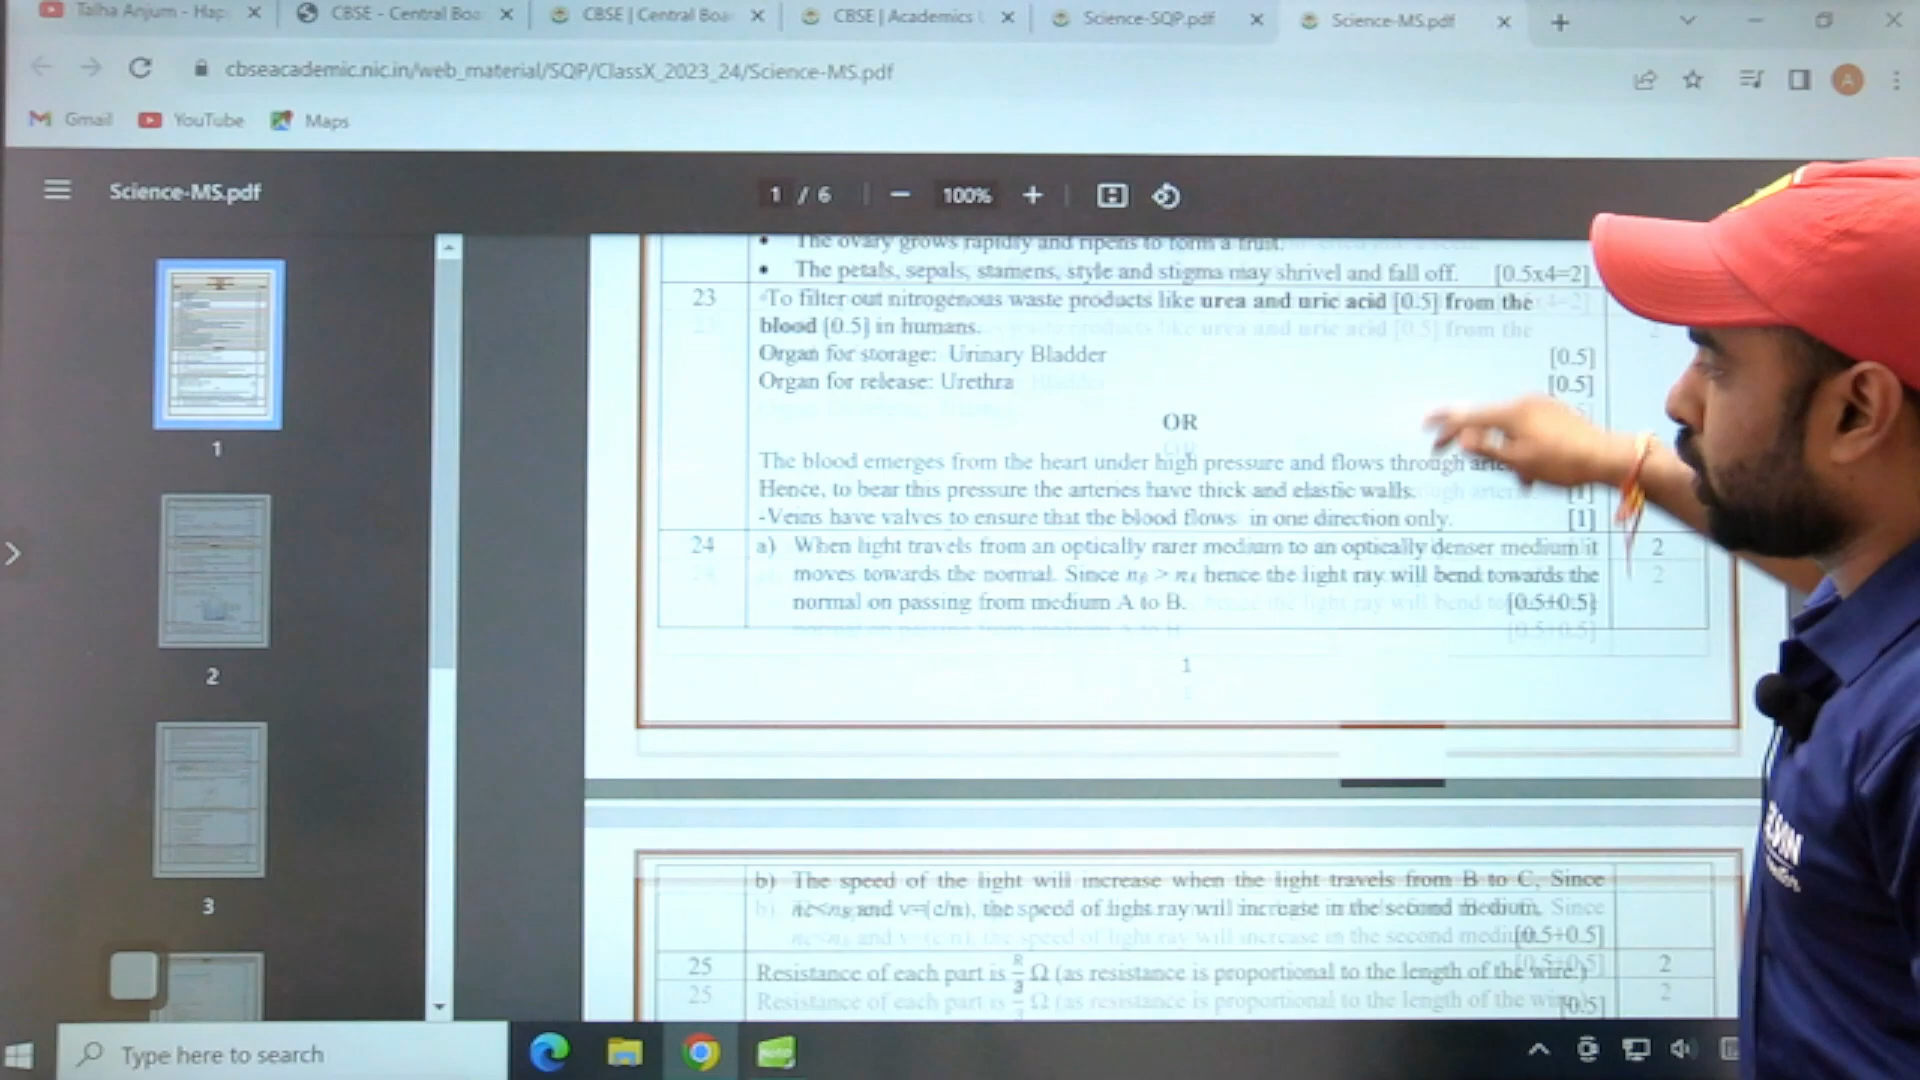 Talha Anjum - Hap
CBSE - Central Boa
CBSE | Central Boa
CBSE | Academics U
Science-SQP.pdf
Science-MS.pdf
cbseacademic.nic.in/web_material/SQP/ClassX_2023_24/Science-MS.pdf
A
Gmail
YouTube
Maps
Science-MS.pdf
1 / 6
100%
• The ovary grows rapidly and ripens to form a fruit.
• The petals, sepals, stamens, style and stigma may shrivel and fall off. [0.5x4=2]
23 -To filter out nitrogenous waste products like urea and uric acid [0.5] from the
blood [0.5] in humans.
Organ for storage: Urinary Bladder [0.5]
Organ for release: Urethra [0.5]
OR
The blood emerges from the heart under high pressure and flows through
Hence, to bear this pressure the arteries have thick and elastic walls. [1]
-Veins have valves to ensure that the blood flows in one direction only. [1]
24 a) When light travels from an optically rarer medium to an optically denser medium it 2
moves towards the normal. Since nB > nA hence the light ray will bend towards the
normal on passing from medium A to B. [0.5+0.5]
1
b) The speed of the light will increase when the light travels from B to C, Since
nC<nB and v=(c/n), the speed of light ray will increase in the second medium.
[0.5+0.5]
25 Resistance of each part is R/3 Ω (as resistance is proportional to the length of the wire.) 2
[0.5]
1
2
3
Type here to search